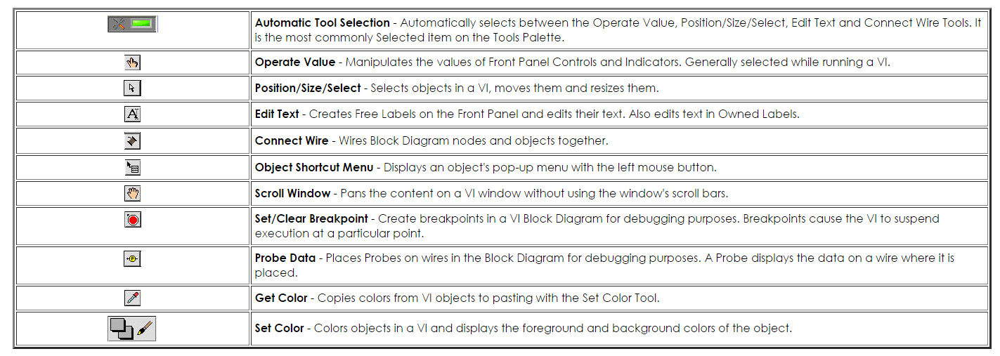 Automatic Tool Selection - Automatically selects between the Operate Value, Position/Size/Select, Edit Text and Connect Wire Tools. It
is the most commonly Selected item on the Tools Palette.
Operate Value - Manipulates the values of Front Panel Controls and Indicators. Generally selected while running a VI.
Position/Size/Select - Selects objects in a VI, moves them and resizes them.
Edit Text - Creates Free Labels on the Front Panel and edits their text. Also edits text in Owned Labels.
Connect Wire - Wires Block Diagram nodes and objects together.
Object Shortcut Menu - Displays an object's pop-up menu with the left mouse button.
Scroll Window - Pans the content on a VI window without using the window's scroll bars.
Set/Clear Breakpoint - Create breakpoints in a VI Block Diagram for debugging purposes. Breakpoints cause the VI to suspend
execution at a particular point.
Probe Data - Places Probes on wires in the Block Diagram for debugging purposes. A Probe displays the data on a wire where it is
placed.
Get Color - Copies colors from VI objects to pasting with the Set Color Tool.
Set Color - Colors objects in a VI and displays the foreground and background colors of the object.